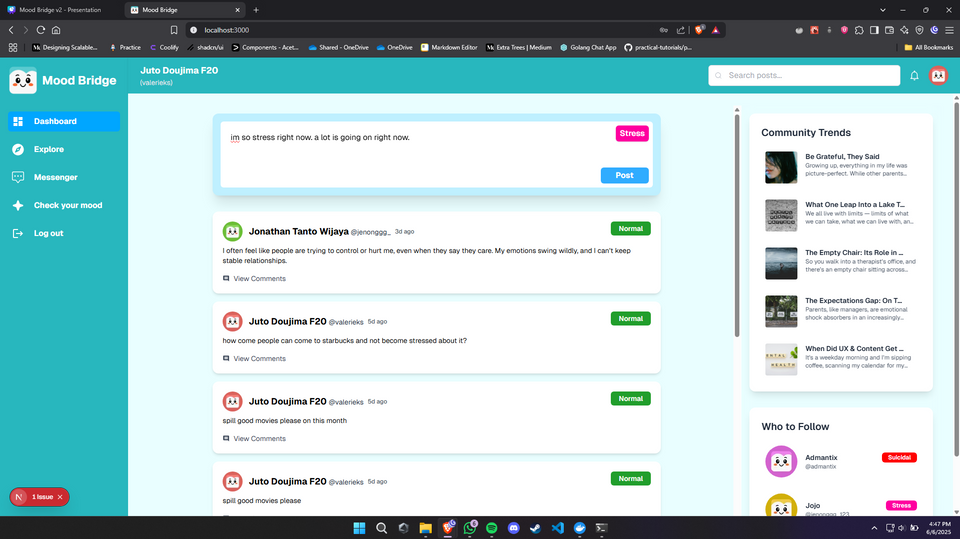 Mood Bridge v2 - Presentation
Mood Bridge
localhost:3000
Designing Scalable...
Practice
Coolify
shadcn/ui
Components - Acet...
Shared - OneDrive
OneDrive
Markdown Editor
Extra Trees | Medium
Golang Chat App
practical-tutorials/p...
All Bookmarks
Mood Bridge
Juto Doujima F20
(valerieks)
Search posts...
Dashboard
Explore
Messenger
Check your mood
Log out
im so stress right now. a lot is going on right now.
Stress
Post
Jonathan Tanto Wijaya @jenonggg_ 3d ago
Normal
I often feel like people are trying to control or hurt me, even when they say they care. My emotions swing wildly, and I can't keep
stable relationships.
View Comments
Juto Doujima F20 @valerieks 5d ago
Normal
how come people can come to starbucks and not become stressed about it?
View Comments
Juto Doujima F20 @valerieks 5d ago
Normal
spill good movies please on this month
View Comments
Juto Doujima F20 @valerieks 5d ago
Normal
spill good movies please
Community Trends
Be Grateful, They Said
Growing up, everything in my life was
picture-perfect. While other parents...
What One Leap Into a Lake T...
We all live with limits — limits of what
we can take, what we can live with, an...
The Empty Chair: Its Role in ...
So you walk into a therapist's office, and
there's an empty chair sitting across...
The Expectations Gap: On T...
Parents, like managers, are emotional
shock absorbers in an increasingly...
When Did UX & Content Get ...
It's a weekday morning and I'm sipping
coffee, scanning my calendar for my...
Who to Follow
Admantix
@admantix
Suicidal
Jojo
@jenonggg_123
Stress
N
1 Issue
4:47 PM
6/6/2025